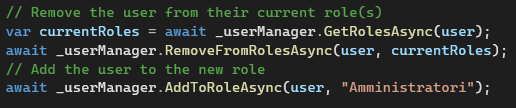 // Remove the user from their current role(s)
var currentRoles = await _userManager.GetRolesAsync(user);
await _userManager.RemoveFromRolesAsync(user, currentRoles);
// Add the user to the new role
await _userManager.AddToRoleAsync(user, "Amministratori");